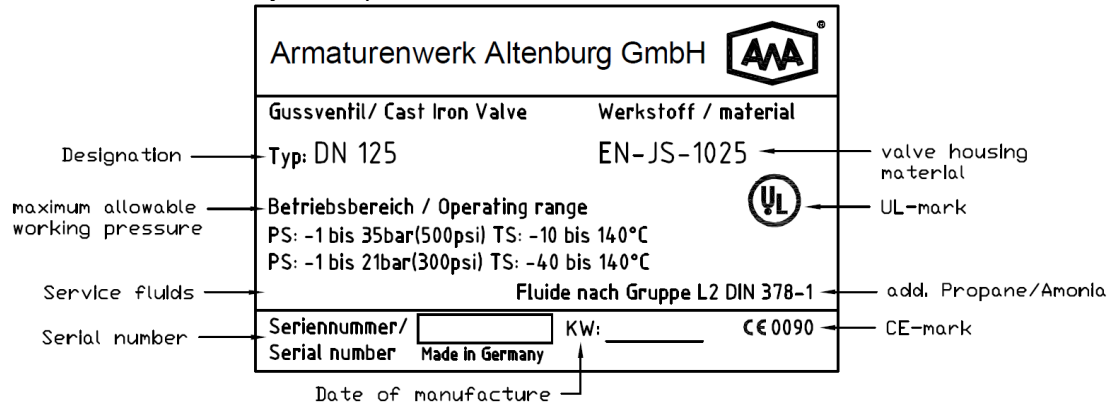 Armaturenwerk Altenburg GmbH AWA ®
Gussventil/ Cast Iron Valve Werkstoff / material
Designation Typ: DN 125 EN-JS-1025 valve housing
material
UL UL-mark
maximum allowable Betriebsbereich / Operating range
working pressure
PS: -1 bis 35bar(500psi) TS: -10 bis 140°C
PS: -1 bis 21bar(300psi) TS: -40 bis 140°C
Service fluids Fluide nach Gruppe L2 DIN 378-1 add. Propane/Amonia
Serial number Seriennummer/ KW: CE 0090 CE-mark
Serial number Made in Germany
Date of manufacture